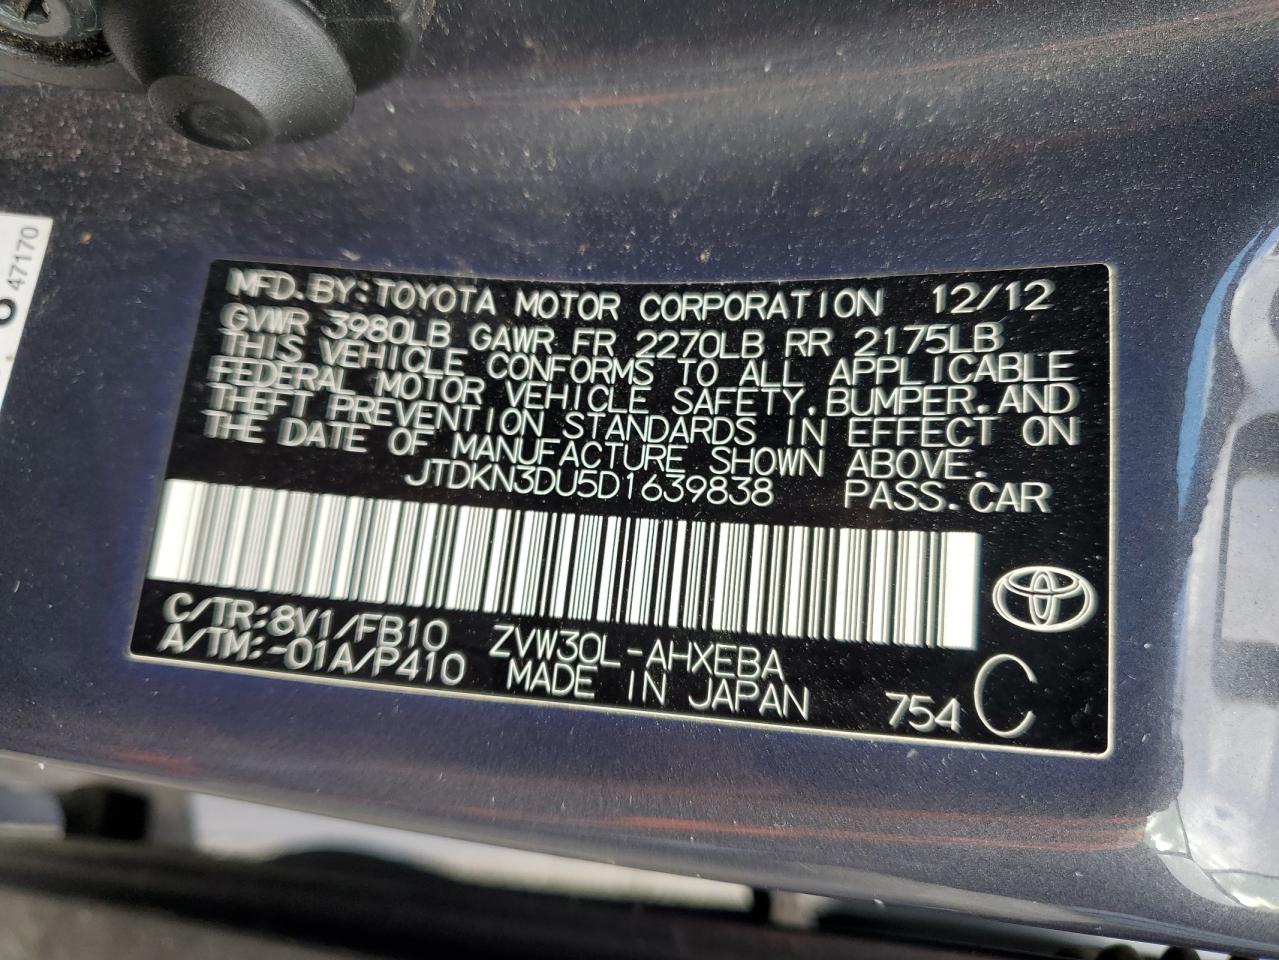 47170
MFD.BY:TOYOTA MOTOR CORPORATION 12/12
GVWR 3980LB GAWR FR 2270LB RR 2175LB
THIS VEHICLE CONFORMS TO ALL APPLICABLE
FEDERAL MOTOR VEHICLE SAFETY,BUMPER,AND
THEFT PREVENTION STANDARDS IN EFFECT ON
THE DATE OF MANUFACTURE SHOWN ABOVE.
JTDKN3DU5D1639838 PASS.CAR
C/TR:8V1/FB10 ZVW30L-AHXEBA
A/TM:-01A/P410 MADE IN JAPAN 754 C